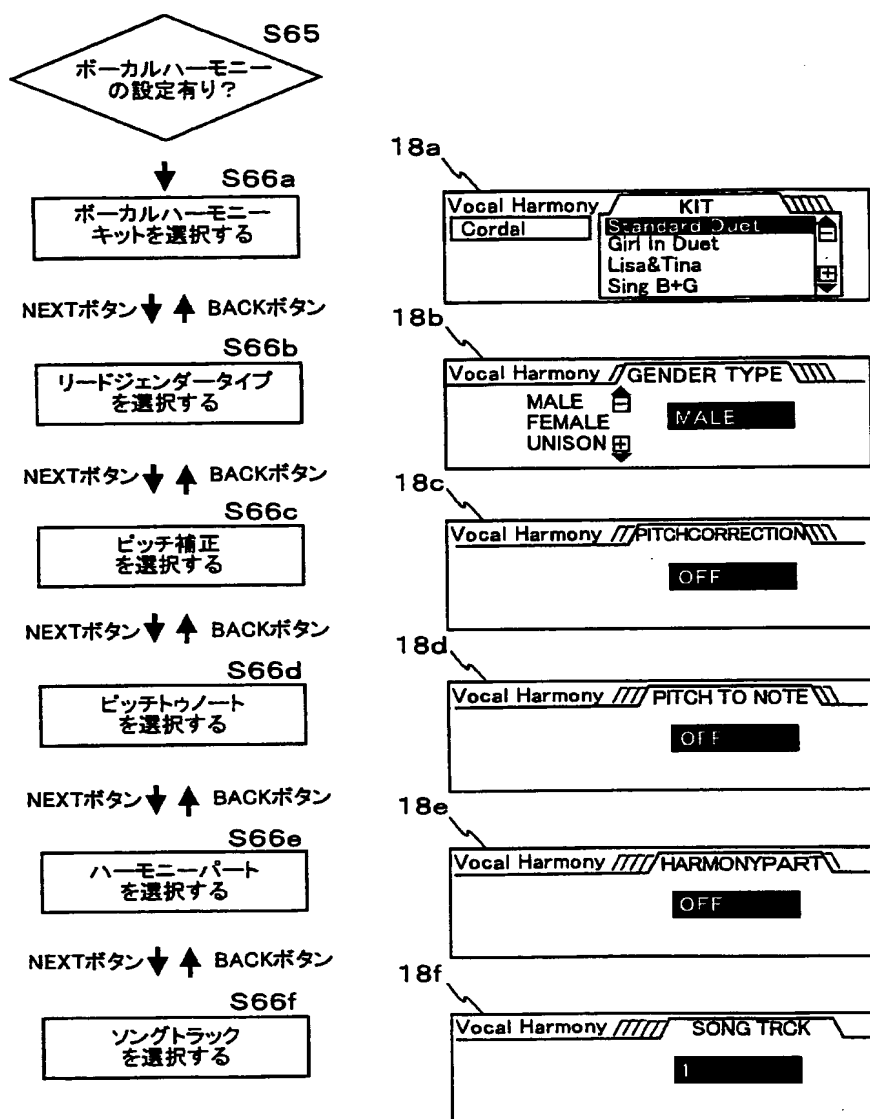 S65
ボーカルハーモニー
の設定有り?
S66a
ボーカルハーモニー
キットを選択する
18a
Vocal Harmony KIT
Cordal
Standard Duet
Girl In Duet
Lisa&Tina
Sing B+G
NEXTボタン BACKボタン
S66b
リードジェンダータイプ
を選択する
18b
Vocal Harmony GENDER TYPE
MALE
FEMALE
UNISON
MALE
NEXTボタン BACKボタン
S66c
ピッチ補正
を選択する
18c
Vocal Harmony PITCHCORRECTION
OFF
NEXTボタン BACKボタン
S66d
ピッチトゥノート
を選択する
18d
Vocal Harmony PITCH TO NOTE
OFF
NEXTボタン BACKボタン
S66e
ハーモニーパート
を選択する
18e
Vocal Harmony HARMONYPART
OFF
NEXTボタン BACKボタン
S66f
ソングトラック
を選択する
18f
Vocal Harmony SONG TRCK
1